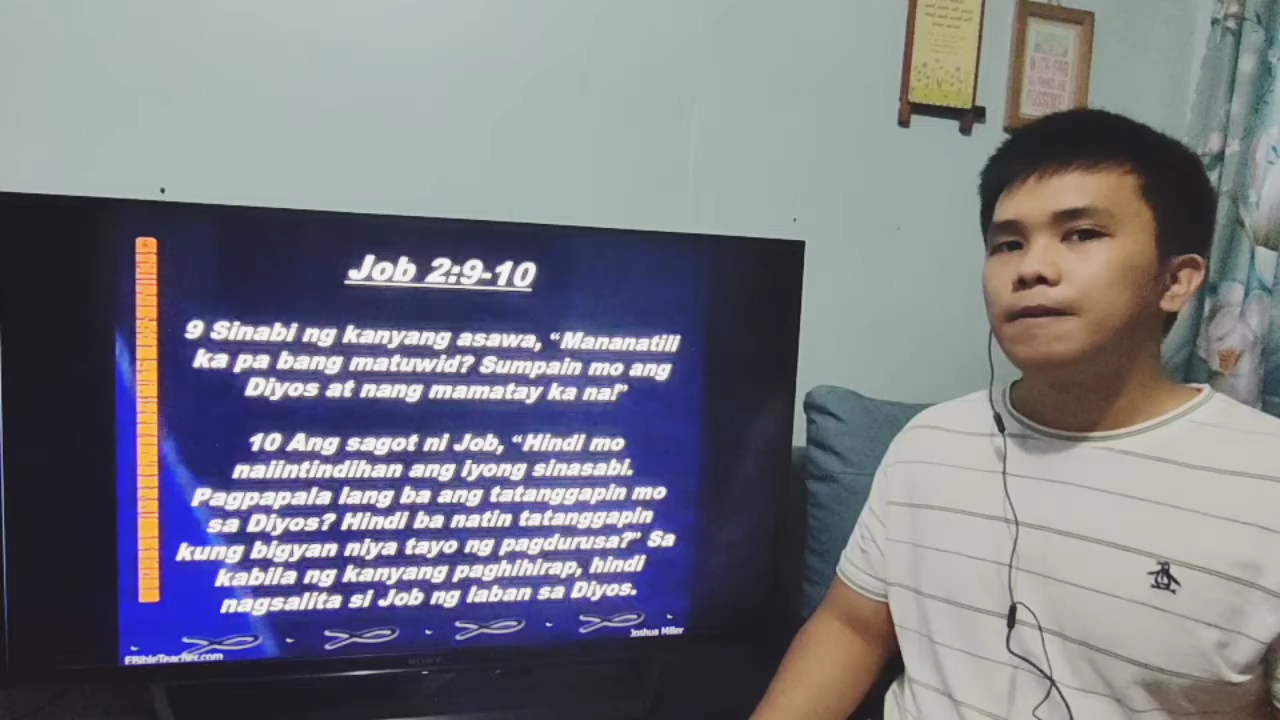 Job 2:9-10
9 Sinabi ng kanyang asawa, “Mananatili
ka pa bang matuwid? Sumpain mo ang
Diyos at nang mamatay ka na!”
10 Ang sagot ni Job, “Hindi mo
naiintindihan ang iyong sinasabi.
Pagpapala lang ba ang tatanggapin mo
sa Diyos? Hindi ba natin tatanggapin
kung bigyan niya tayo ng pagdurusa?” Sa
kabila ng kanyang paghihirap, hindi
nagsalita si Job ng laban sa Diyos.
Joshua Miller
EBibleTeacher.com
SONY